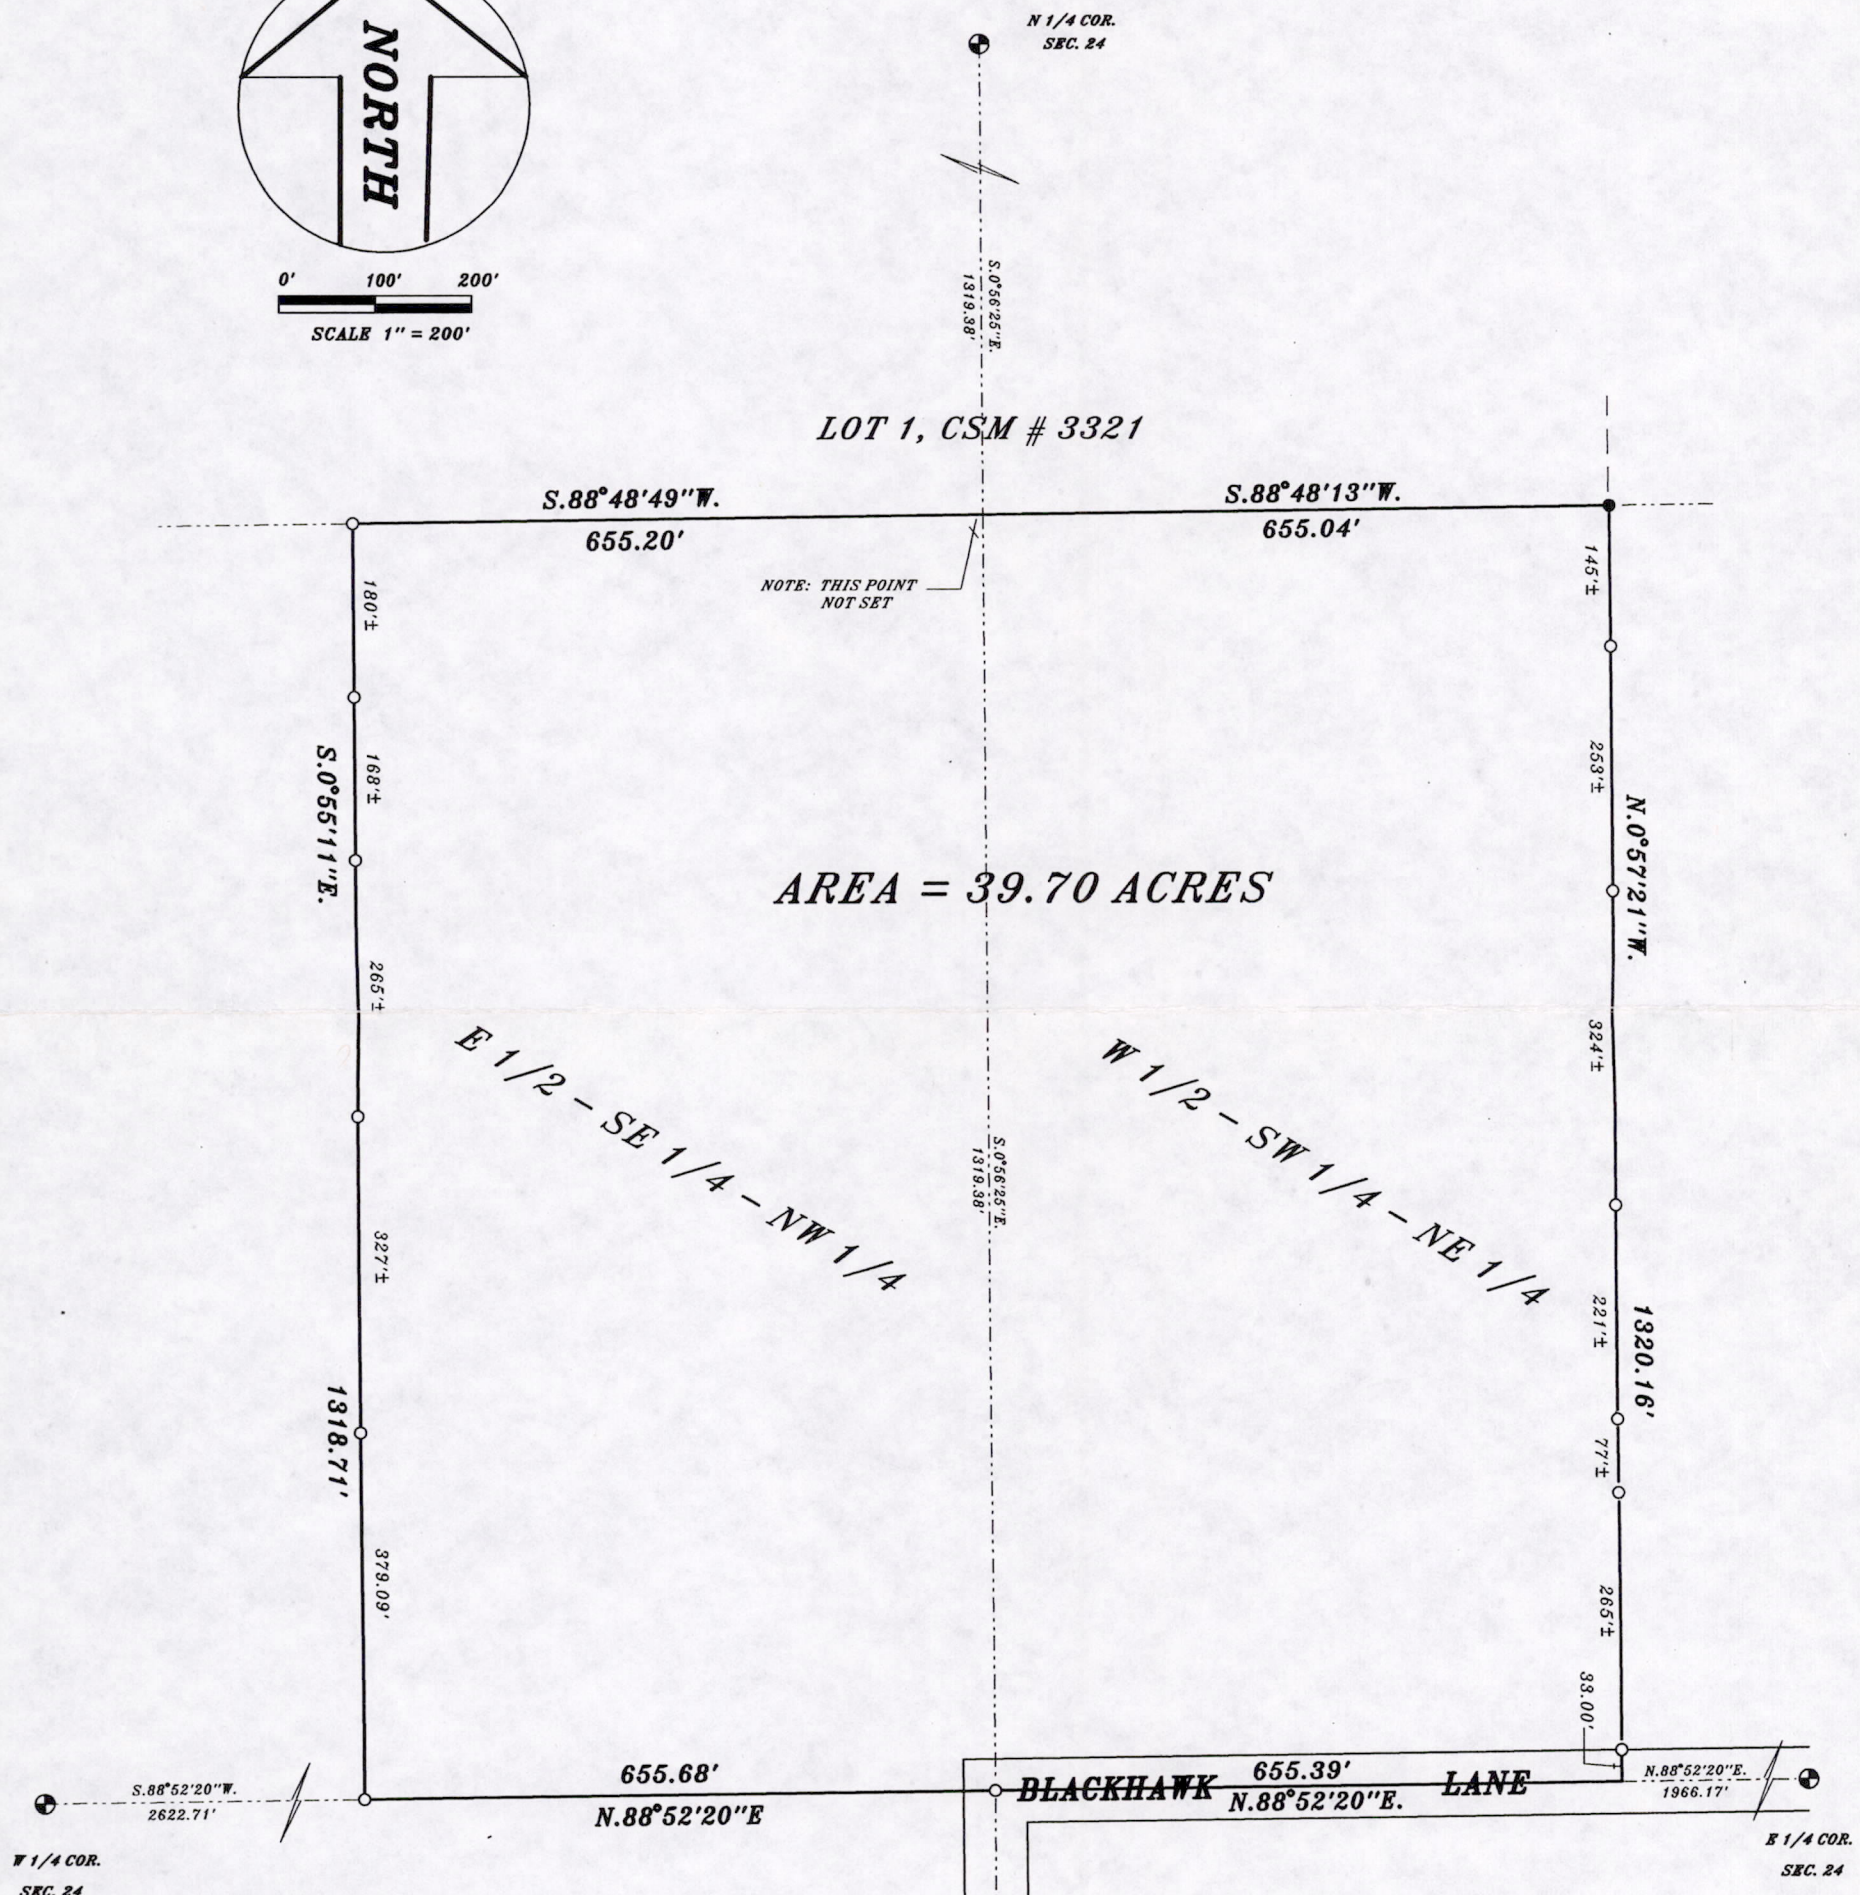 NORTH
0' 100' 200'
SCALE 1" = 200'
N 1/4 COR.
SEC. 24
S.0°56'25"E.
1319.38'
LOT 1, CSM # 3321
S.88°48'49"W.
655.20'
S.88°48'13"W.
655.04'
NOTE: THIS POINT
NOT SET
180'±
168'±
S.0°55'11"E.
265'±
327'±
1318.71'
379.09'
145'±
253'±
N.0°57'21"W.
324'±
221'±
1320.16'
77'±
265'±
33.00'
AREA = 39.70 ACRES
E 1/2 - SE 1/4 - NW 1/4
W 1/2 - SW 1/4 - NE 1/4
S.0°56'25"E.
1319.38'
655.68'
N.88°52'20"E
655.39'
BLACKHAWK LANE
N.88°52'20"E.
S.88°52'20"W.
2622.71'
W 1/4 COR.
SEC. 24
N.88°52'20"E.
1966.17'
E 1/4 COR.
SEC. 24